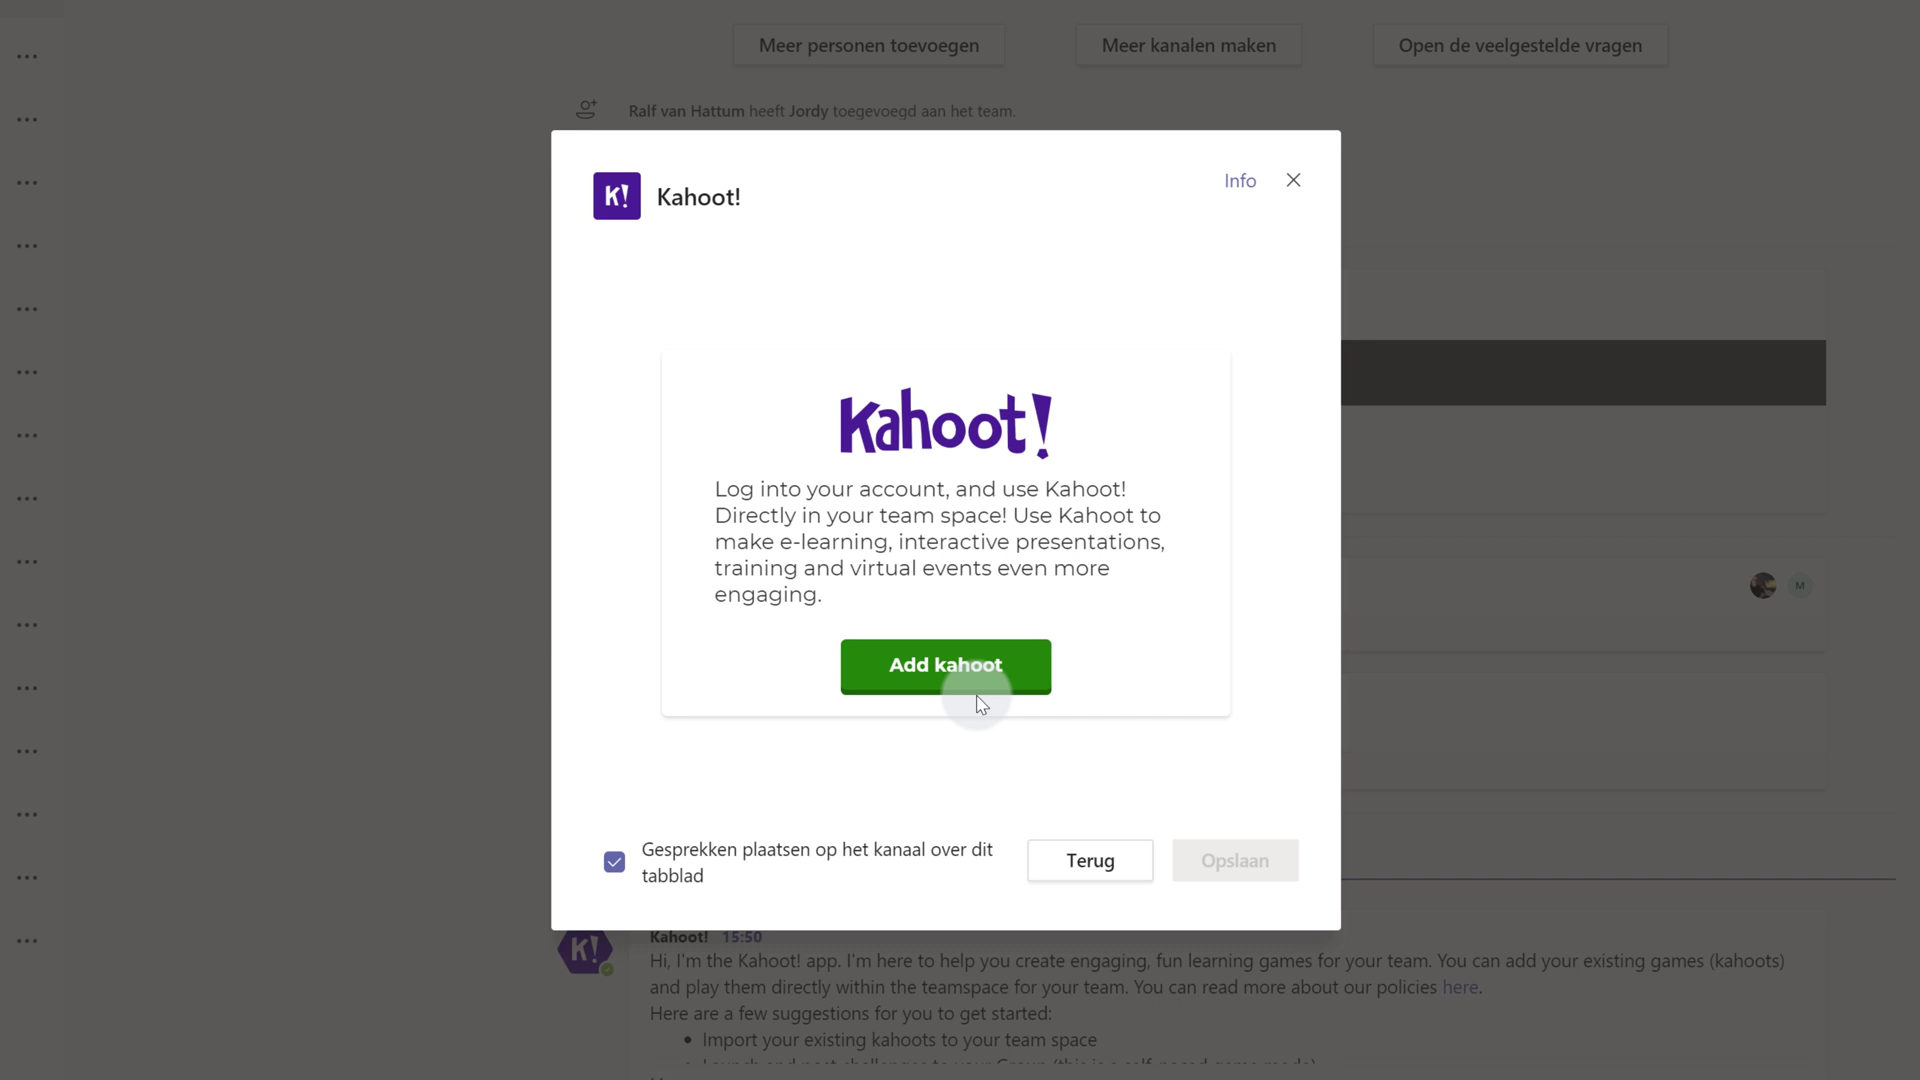 Meer personen toevoegen
Meer kanalen maken
Open de veelgestelde vragen
Ralf van Hattum heeft Jordy toegevoegd aan het team.
K!
Kahoot!
Info
Kahoot!
Log into your account, and use Kahoot!
Directly in your team space! Use Kahoot to
make e-learning, interactive presentations,
training and virtual events even more
engaging.
Add kahoot
M
Gesprekken plaatsen op het kanaal over dit
tabblad
Terug
Opslaan
K!
Kahoot! 15:50
Hi, I'm the Kahoot! app. I'm here to help you create engaging, fun learning games for your team. You can add your existing games (kahoots)
and play them directly within the teamspace for your team. You can read more about our policies here.
Here are a few suggestions for you to get started:
• Import your existing kahoots to your team space